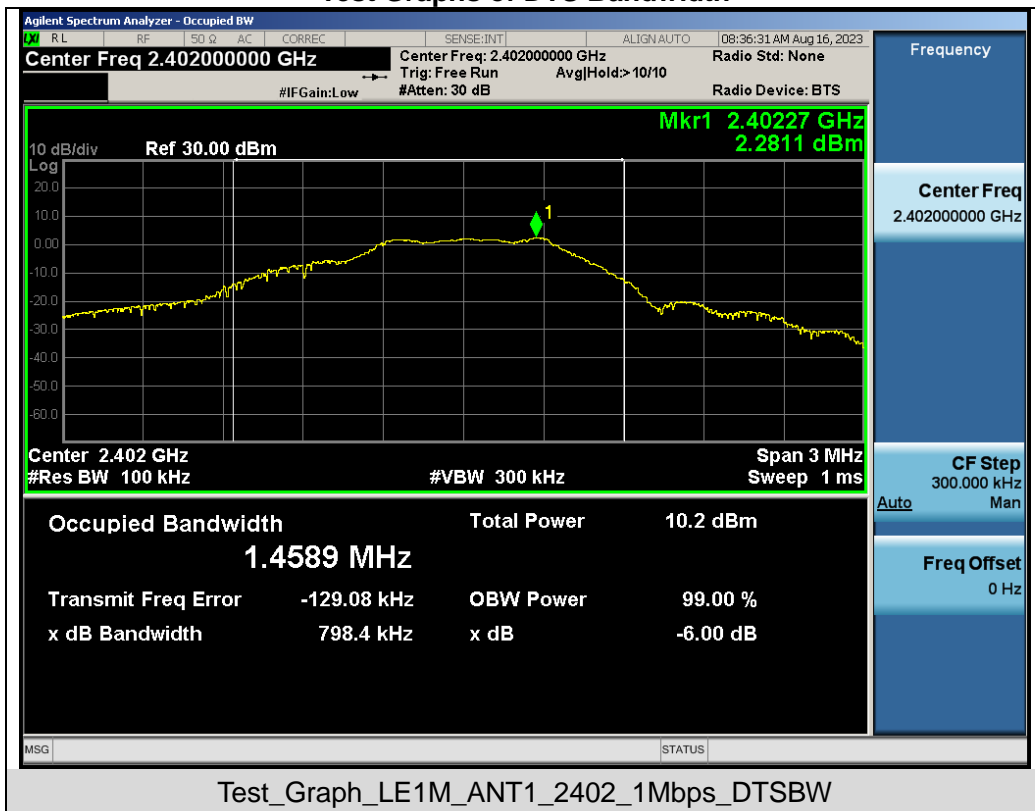 Test Graphs of DTS Bandwidth
Agilent Spectrum Analyzer - Occupied BW
LXI RL RF 50 Ω AC CORREC SENSE:INT ALIGN AUTO 08:36:31 AM Aug 16, 2023
Center Freq 2.402000000 GHz
Center Freq: 2.402000000 GHz Radio Std: None
Trig: Free Run Avg|Hold:>10/10
#IFGain:Low #Atten: 30 dB Radio Device: BTS
Mkr1 2.40227 GHz
2.2811 dBm
10 dB/div Ref 30.00 dBm
Log
20.0
10.0
0.00
-10.0
-20.0
-30.0
-40.0
-50.0
-60.0
1
Center 2.402 GHz Span 3 MHz
#Res BW 100 kHz #VBW 300 kHz Sweep 1 ms
Occupied Bandwidth Total Power 10.2 dBm
1.4589 MHz
Transmit Freq Error -129.08 kHz OBW Power 99.00 %
x dB Bandwidth 798.4 kHz x dB -6.00 dB
MSG STATUS
Frequency
Center Freq
2.402000000 GHz
CF Step
300.000 kHz
Auto Man
Freq Offset
0 Hz
Test_Graph_LE1M_ANT1_2402_1Mbps_DTSBW